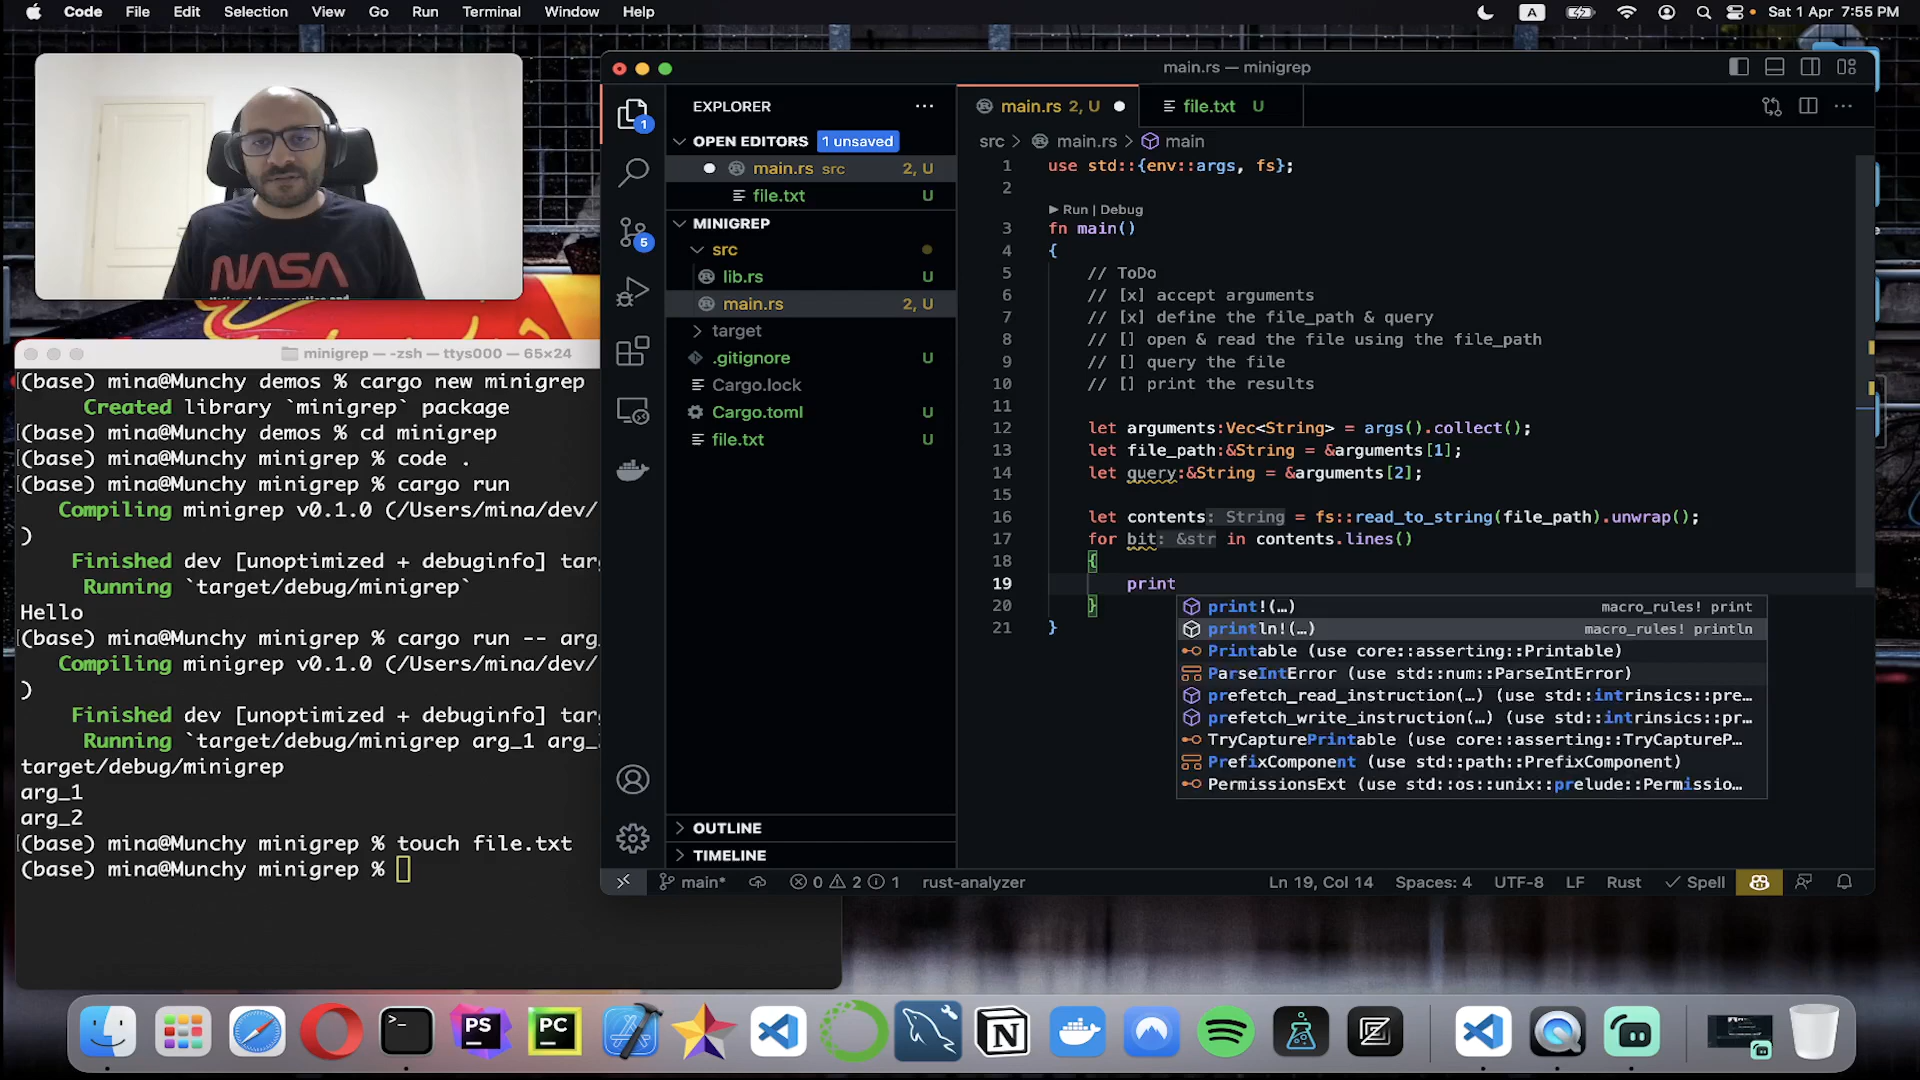 Code File Edit Selection View Go Run Terminal Window Help
A
Sat 1 Apr 7:55 PM
NASA
minigrep — -zsh — ttys000 — 65×24
(base) mina@Munchy demos % cargo new minigrep
Created library `minigrep` package
(base) mina@Munchy demos % cd minigrep
(base) mina@Munchy minigrep % code .
(base) mina@Munchy minigrep % cargo run
Compiling minigrep v0.1.0 (/Users/mina/dev/
)
Finished dev [unoptimized + debuginfo] tar
Running `target/debug/minigrep`
Hello
(base) mina@Munchy minigrep % cargo run -- arg
Compiling minigrep v0.1.0 (/Users/mina/dev/
)
Finished dev [unoptimized + debuginfo] tar
Running `target/debug/minigrep arg_1 arg_
target/debug/minigrep
arg_1
arg_2
(base) mina@Munchy minigrep % touch file.txt
(base) mina@Munchy minigrep %
main.rs — minigrep
1
5
EXPLORER ...
OPEN EDITORS 1 unsaved
main.rs src 2, U
file.txt U
MINIGREP
src
lib.rs U
main.rs 2, U
target
.gitignore U
Cargo.lock
Cargo.toml U
file.txt U
OUTLINE
TIMELINE
main.rs 2, U
file.txt U
src > main.rs > main
1 use std::{env::args, fs};
2
Run | Debug
3 fn main()
4 {
5 // ToDo
6 // [x] accept arguments
7 // [x] define the file_path & query
8 // [] open & read the file using the file_path
9 // [] query the file
10 // [] print the results
11
12 let arguments:Vec<String> = args().collect();
13 let file_path:&String = &arguments[1];
14 let query:&String = &arguments[2];
15
16 let contents: String = fs::read_to_string(file_path).unwrap();
17 for bit: &str in contents.lines()
18 {
19 print
20 }
21 }
print!(…) macro_rules! print
println!(…) macro_rules! println
Printable (use core::asserting::Printable)
ParseIntError (use std::num::ParseIntError)
prefetch_read_instruction(…) (use std::intrinsics::pre…
prefetch_write_instruction(…) (use std::intrinsics::pr…
TryCapturePrintable (use core::asserting::TryCaptureP…
PrefixComponent (use std::path::PrefixComponent)
PermissionsExt (use std::os::unix::prelude::Permissio…
main* 0 2 1 rust-analyzer
Ln 19, Col 14 Spaces: 4 UTF-8 LF Rust Spell
>_
PS
PC
N
Z